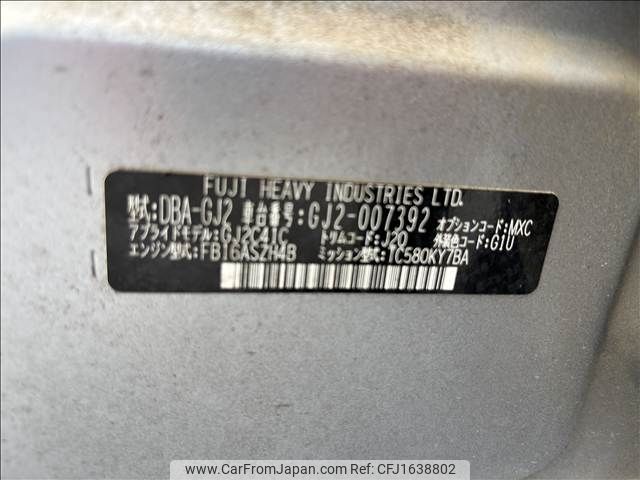 FUJI HEAVY INDUSTRIES LTD.
型式:DBA-GJ2 車台番号:GJ2-007392 オプションコード:MXC
アプライドモデル:GJ2C4IC トリムコード:J20 外装色コード:G1U
エンジン型式:FB16ASZH4B ミッション型式:TC580KY7BA
www.CarFromJapan.com - Car ID: CFJ1638802